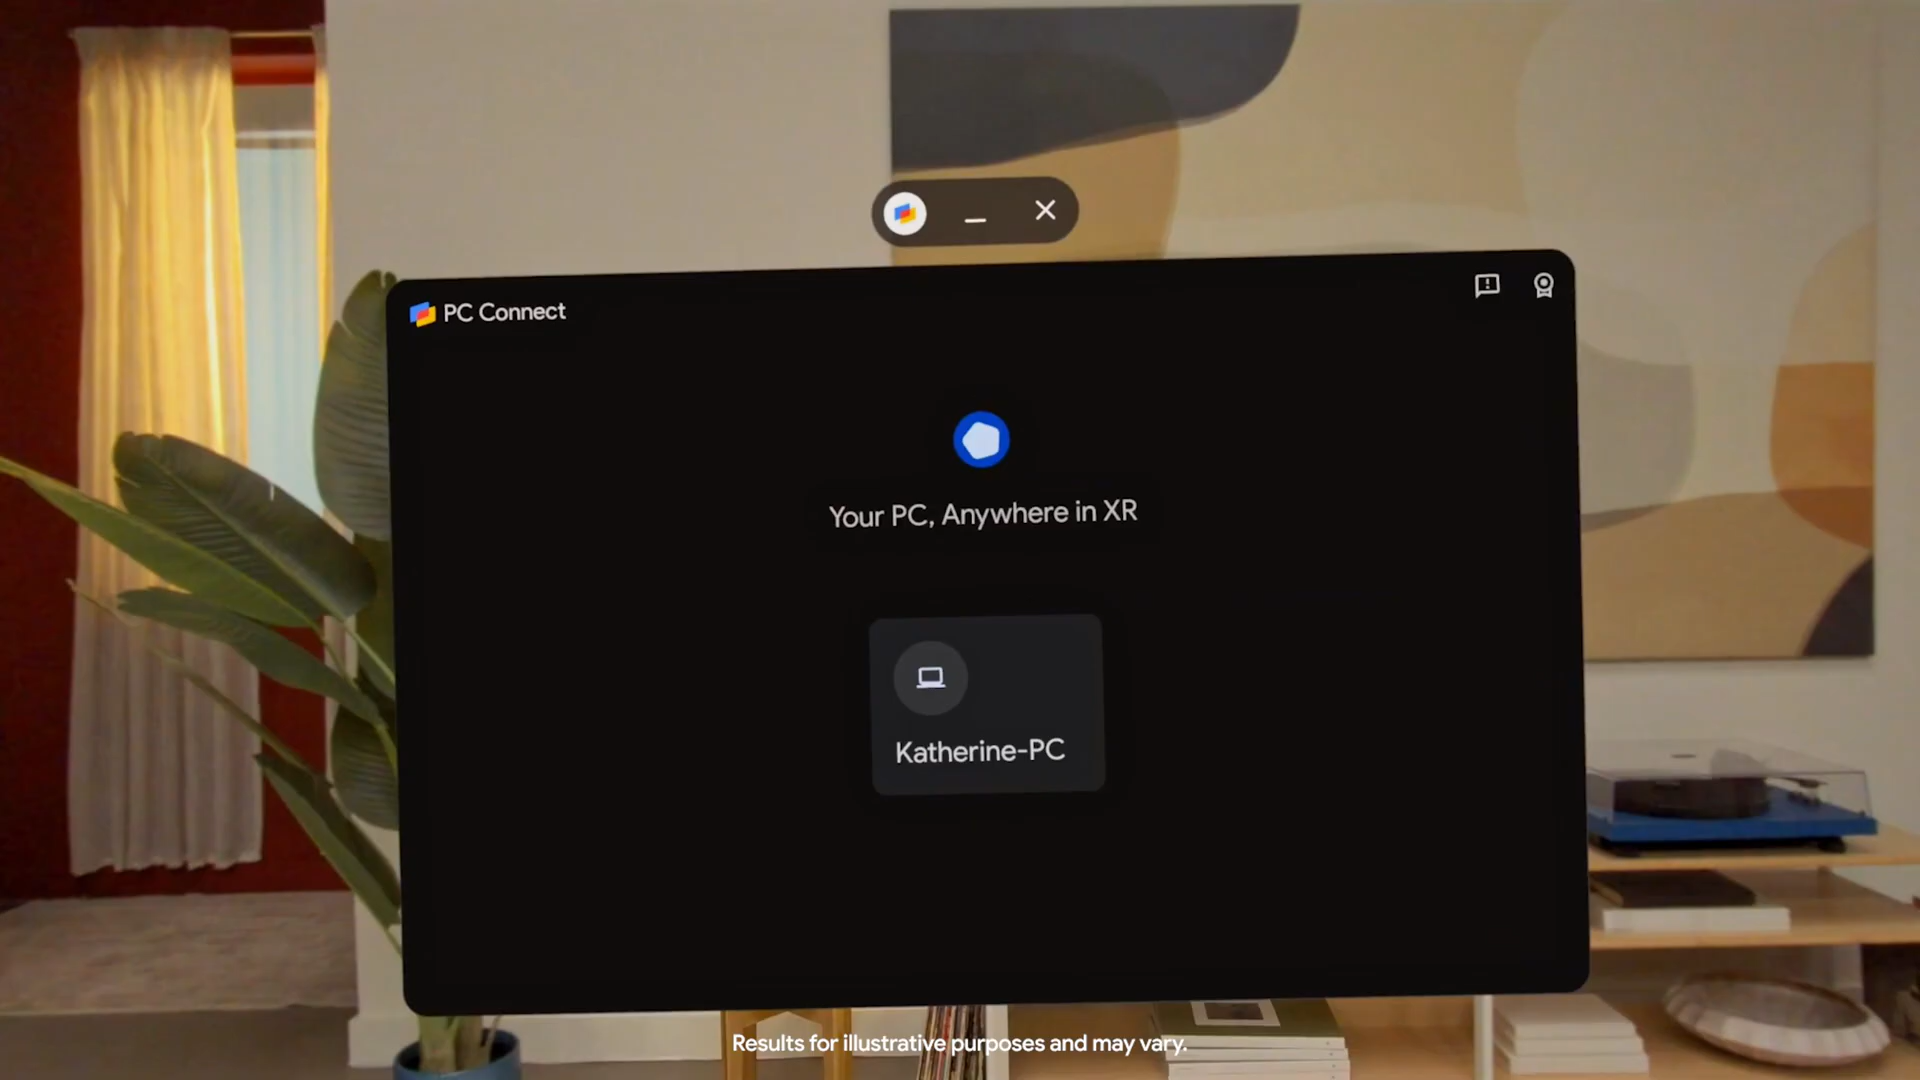 PC Connect
Your PC, Anywhere in XR
Katherine-PC
Results for illustrative purposes and may vary.